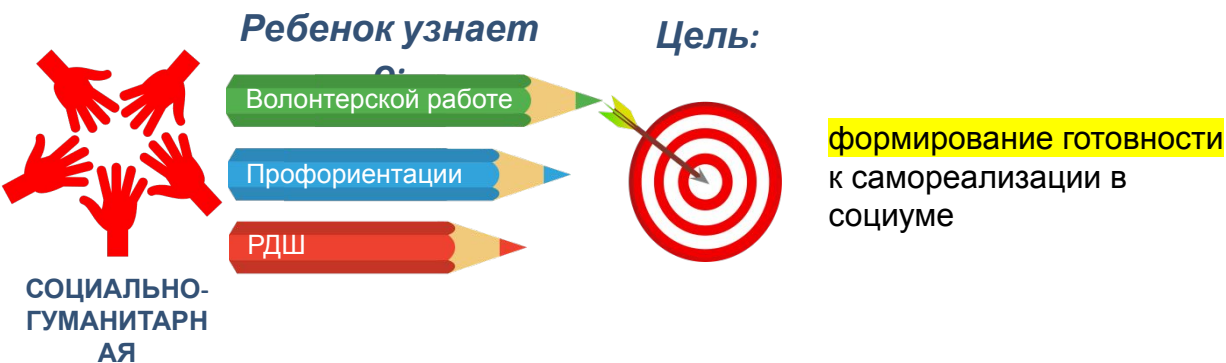 Ребенок узнает
о:
Цель:
Волонтерской работе
Профориентации
РДШ
формирование готовности
к самореализации в
социуме
СОЦИАЛЬНО-
ГУМАНИТАРН
АЯ